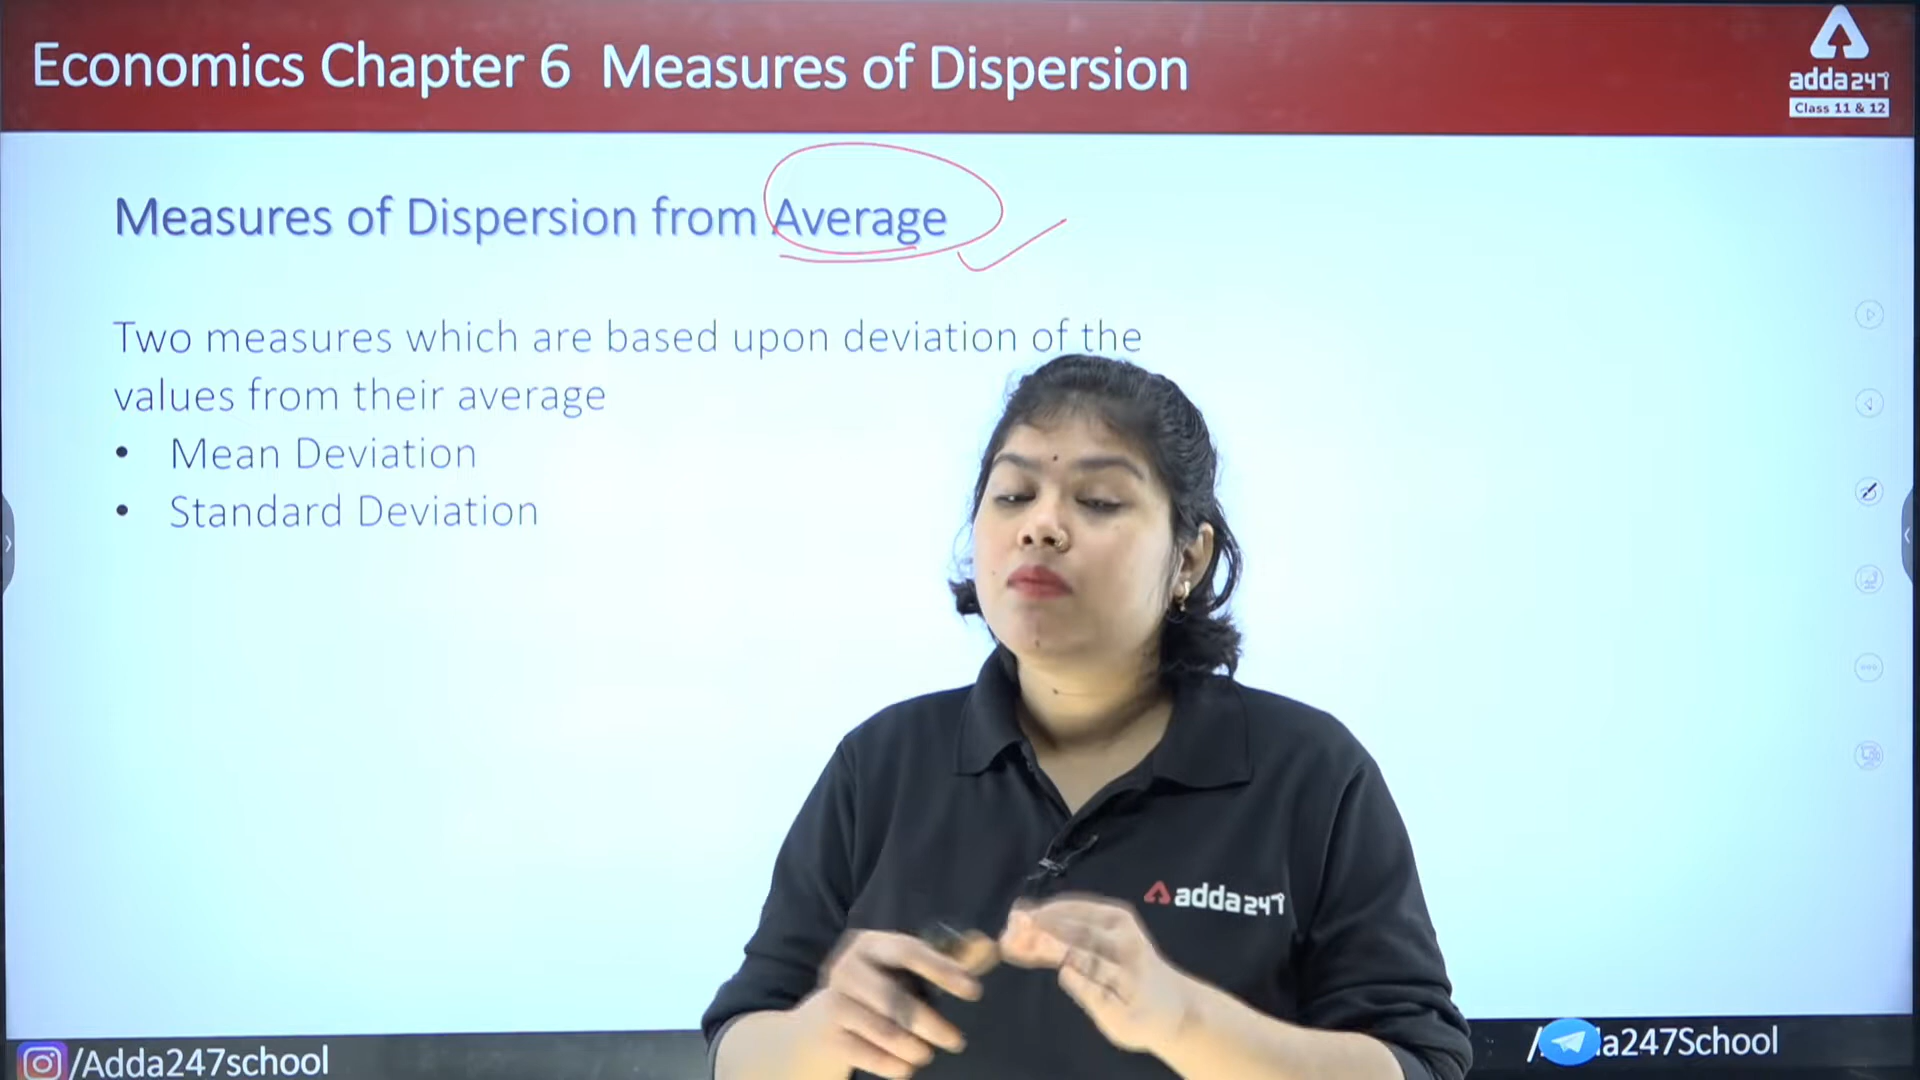 Economics Chapter 6 Measures of Dispersion
adda247
Class 11 & 12
Measures of Dispersion from Average
Two measures which are based upon deviation of the
values from their average
• Mean Deviation
• Standard Deviation
adda247
/Adda247school
a247School